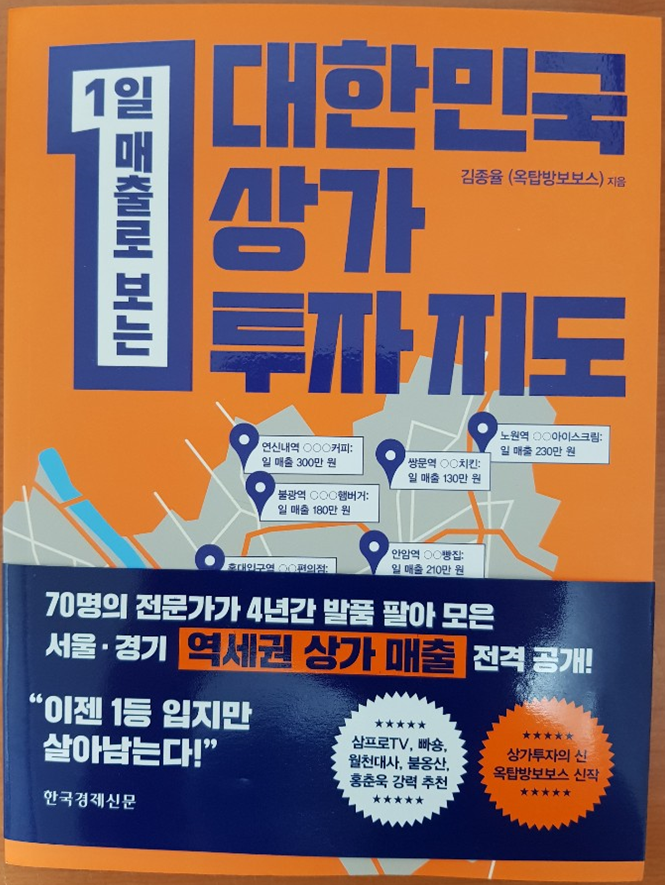 1일 매출로 보는
대한민국
김종율 (옥탑방보보스) 지음
상가
투자 지도
연신내역 ○○○커피:
일 매출 300만 원
노원역 ○○아이스크림:
일 매출 230만 원
쌍문역 ○○치킨:
일 매출 130만 원
불광역 ○○○햄버거:
일 매출 180만 원
홍대입구역 ○○편의점:
안암역 ○○빵집:
일 매출 210만 원
70명의 전문가가 4년간 발품 팔아 모은
서울·경기 역세권 상가 매출 전격 공개!
“이젠 1등 입지만
살아남는다!”
★★★★★
삼프로TV, 빠숑,
월천대사, 불옹산,
홍춘욱 강력 추천
★★★★★
★★★★★
상가투자의 신
옥탑방보보스 신작
★★★★★
한국경제신문